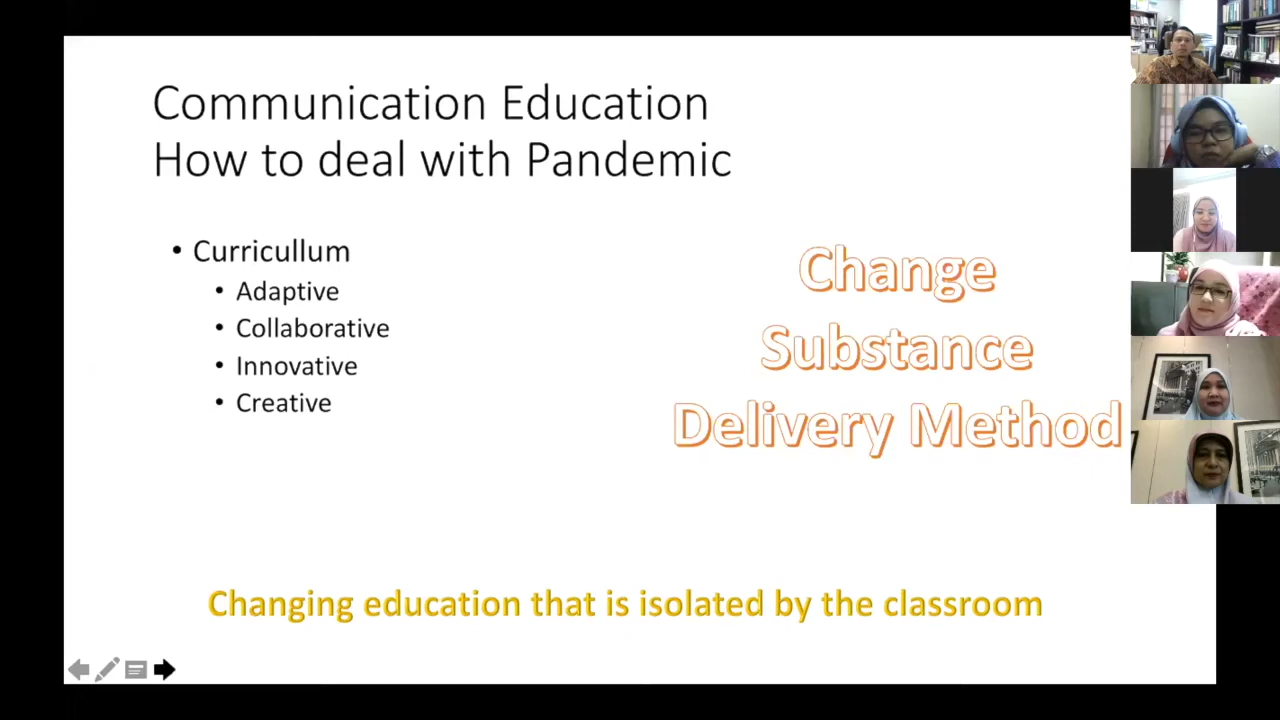 Communication Education
How to deal with Pandemic
• Curricullum
• Adaptive
• Collaborative
• Innovative
• Creative
Change
Substance
Delivery Method
Changing education that is isolated by the classroom